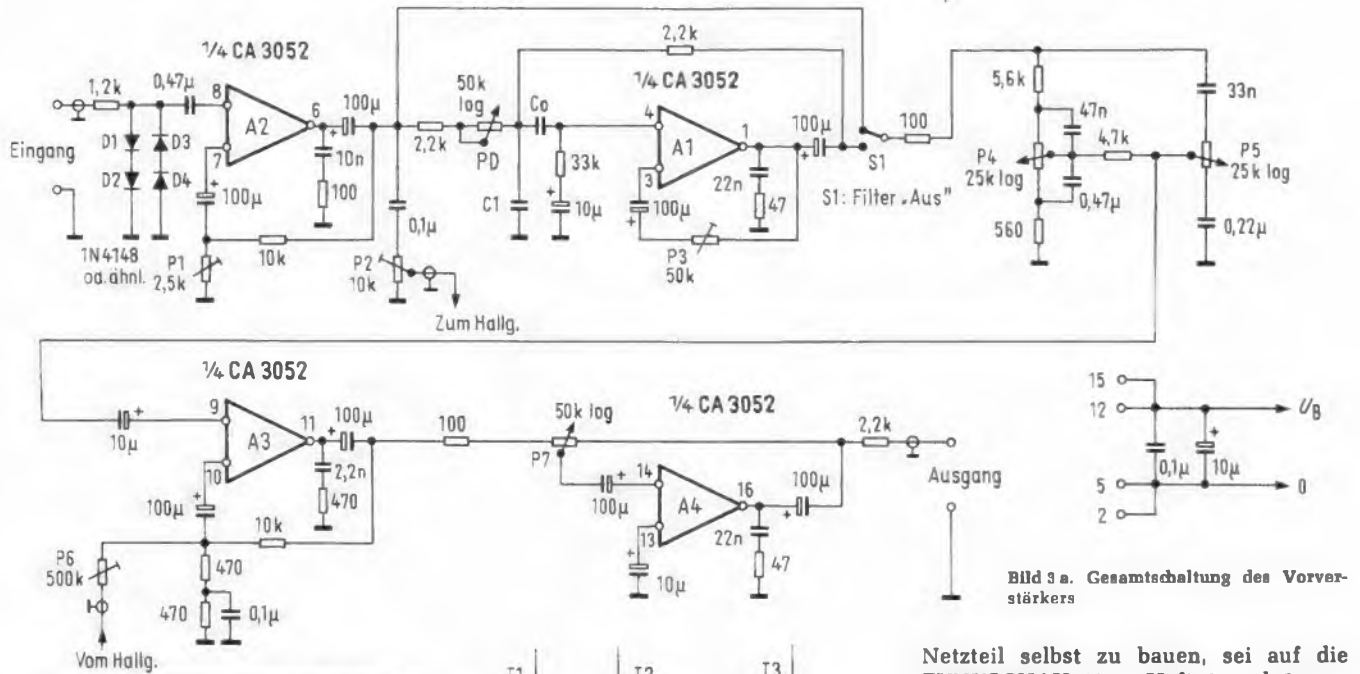 ¼ CA 3052
1,2k
0,47µ
8
6
A2
7
100µ
D1
D3
D2
D4
Eingang
1N4148
oa.ähnl.
P1
2,5k
100µ
10k
10n
100
0,1µ
P2
10k
Zum Hallg.
2,2k
50k
log
PD
Co
C1
33k
10µ
2,2k
¼ CA 3052
4
1
A1
3
100µ
100µ
22n
47
P3
50k
S1
S1: Filter „Aus"
100
5,6k
47n
4,7k
P4
25k log
0,47µ
560
33n
P5
25k log
0,22µ
¼ CA 3052
10µ
9
11
A3
10
100µ
100µ
2,2n
470
10k
P6
500k
470
470
0,1µ
Vom Hallg.
100
50k log
P7
¼ CA 3052
14
16
A4
13
100µ
10µ
100µ
22n
47
2,2k
Ausgang
15
12
5
2
0,1µ
10µ
UB
0
Bild 3 a. Gesamtschaltung des Vorver-
stärkers
Netzteil selbst zu bauen, sei auf die